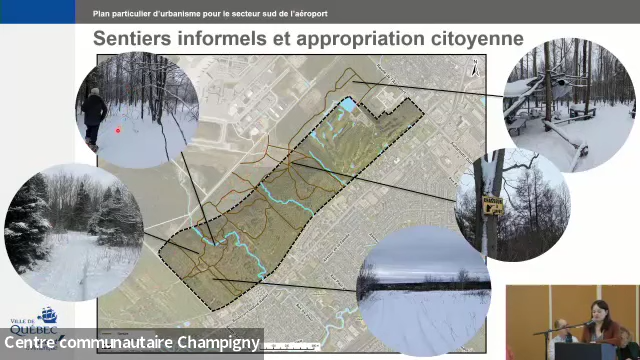 Plan particulier d'urbanisme pour le secteur sud de l'aéroport
Sentiers informels et appropriation citoyenne
N
VILLE DE
QUÉBEC
Centre communautaire Champigny